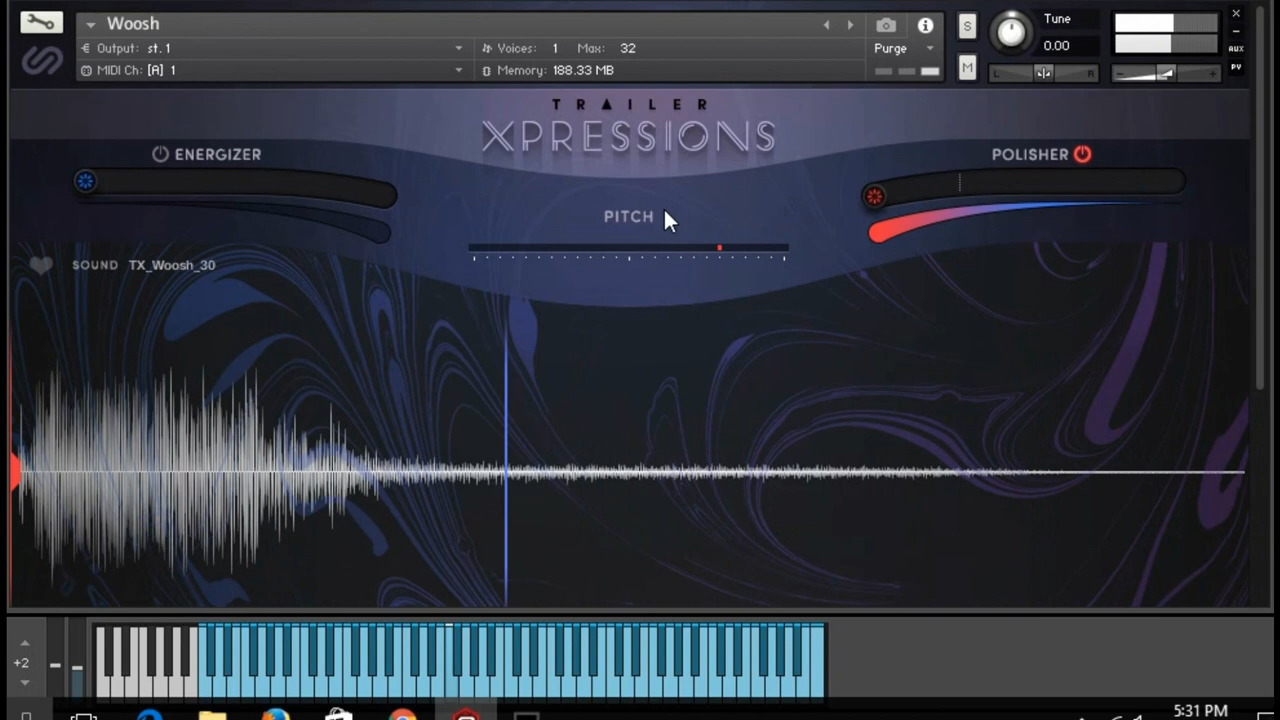 Woosh
Output: st.1
MIDI Ch: [A] 1
Voices: 1 Max: 32
Memory: 188.33 MB
Purge
S
M
Tune
0.00
L R
AUX
PV
TRAILER
XPRESSIONS
ENERGIZER
POLISHER
PITCH
SOUND TX_Woosh_30
+2
5:31 PM